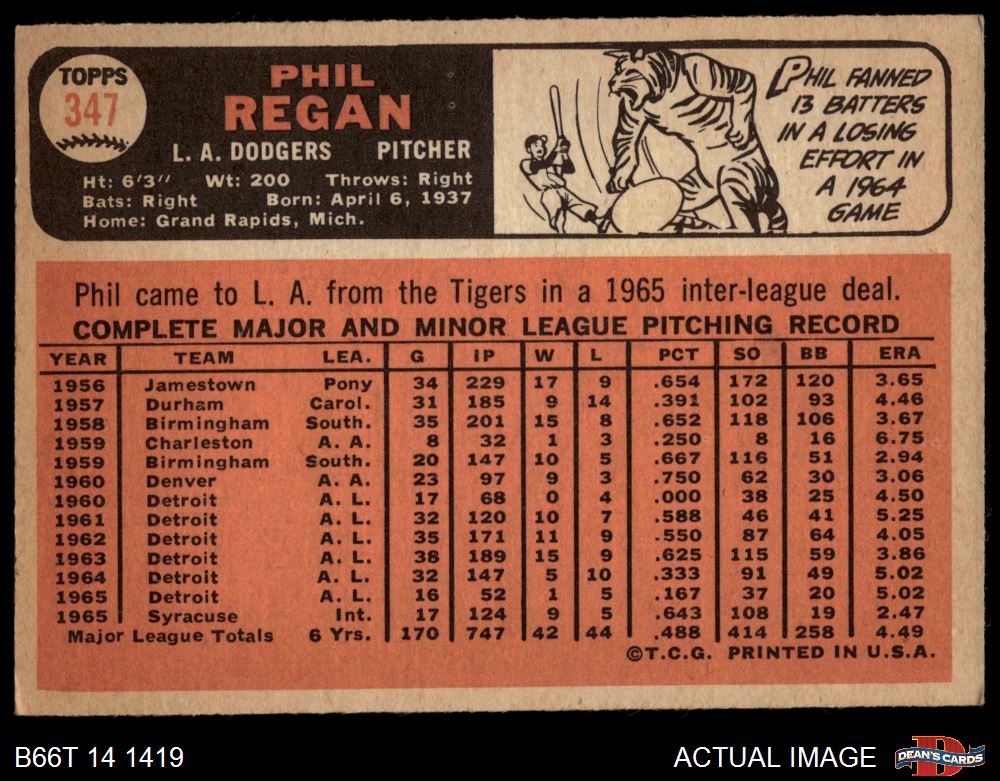 TOPPS
347
PHIL
REGAN
L. A. DODGERS PITCHER
Ht: 6'3" Wt: 200 Throws: Right
Bats: Right Born: April 6, 1937
Home: Grand Rapids, Mich.
PHIL FANNED
13 BATTERS
IN A LOSING
EFFORT IN
A 1964
GAME
Phil came to L. A. from the Tigers in a 1965 inter-league deal.
COMPLETE MAJOR AND MINOR LEAGUE PITCHING RECORD
YEAR TEAM LEA. G IP W L PCT SO BB ERA
1956 Jamestown Pony 34 229 17 9 .654 172 120 3.65
1957 Durham Carol. 31 185 9 14 .391 102 93 4.46
1958 Birmingham South. 35 201 15 8 .652 118 106 3.67
1959 Charleston A. A. 8 32 1 3 .250 8 16 6.75
1959 Birmingham South. 20 147 10 5 .667 116 51 2.94
1960 Denver A. A. 23 97 9 3 .750 62 30 3.06
1960 Detroit A. L. 17 68 0 4 .000 38 25 4.50
1961 Detroit A. L. 32 120 10 7 .588 46 41 5.25
1962 Detroit A. L. 35 171 11 9 .550 87 64 4.05
1963 Detroit A. L. 38 189 15 9 .625 115 59 3.86
1964 Detroit A. L. 32 147 5 10 .333 91 49 5.02
1965 Detroit A. L. 16 52 1 5 .167 37 20 5.02
1965 Syracuse Int. 17 124 9 5 .643 108 19 2.47
Major League Totals 6 Yrs. 170 747 42 44 .488 414 258 4.49
©T.C.G. PRINTED IN U.S.A.
B66T 14 1419 ACTUAL IMAGE
D
DEAN'S CARDS